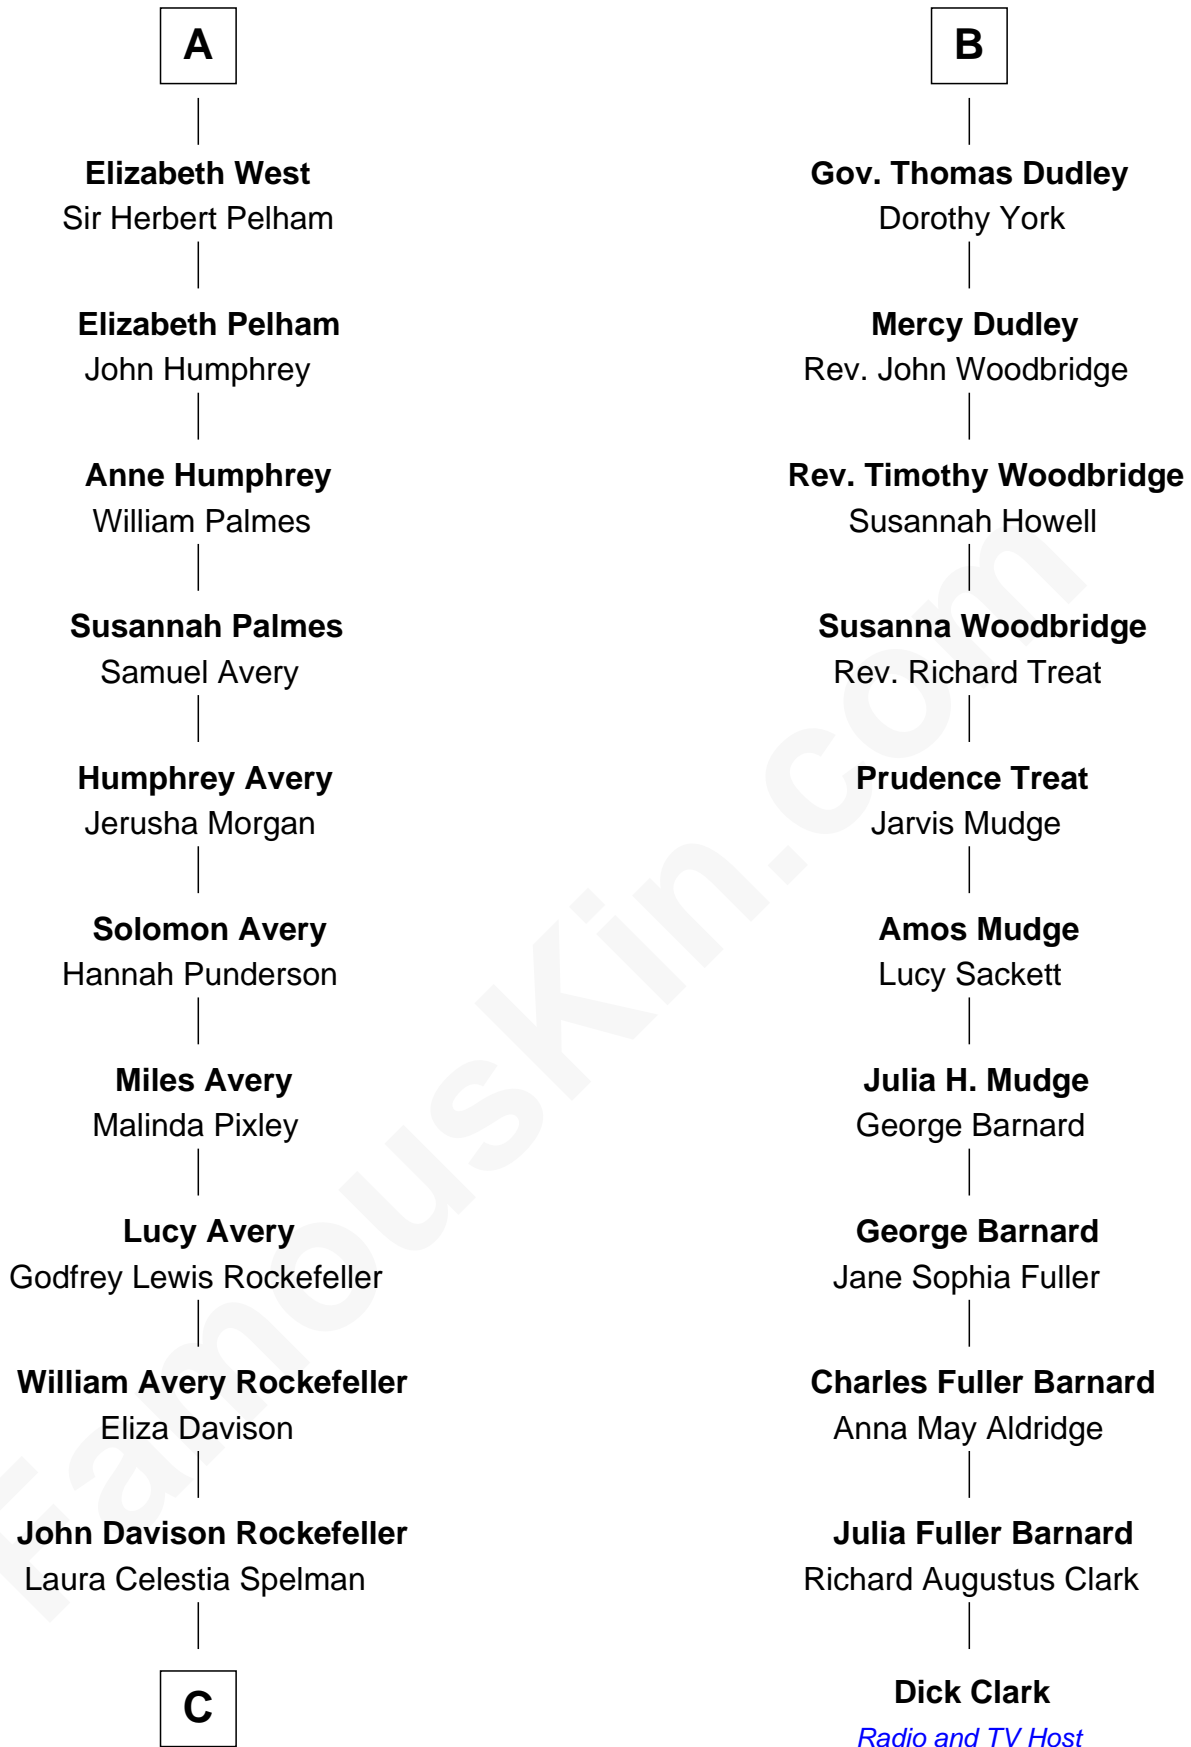 A
Elizabeth West
Sir Herbert Pelham
Elizabeth Pelham
John Humphrey
Anne Humphrey
William Palmes
Susannah Palmes
Samuel Avery
Humphrey Avery
Jerusha Morgan
Solomon Avery
Hannah Punderson
Miles Avery
Malinda Pixley
Lucy Avery
Godfrey Lewis Rockefeller
William Avery Rockefeller
Eliza Davison
John Davison Rockefeller
Laura Celestia Spelman
C
B
Gov. Thomas Dudley
Dorothy York
Mercy Dudley
Rev. John Woodbridge
Rev. Timothy Woodbridge
Susannah Howell
Susanna Woodbridge
Rev. Richard Treat
Prudence Treat
Jarvis Mudge
Amos Mudge
Lucy Sackett
Julia H. Mudge
George Barnard
George Barnard
Jane Sophia Fuller
Charles Fuller Barnard
Anna May Aldridge
Julia Fuller Barnard
Richard Augustus Clark
Dick Clark
Radio and TV Host
FamousKin.com